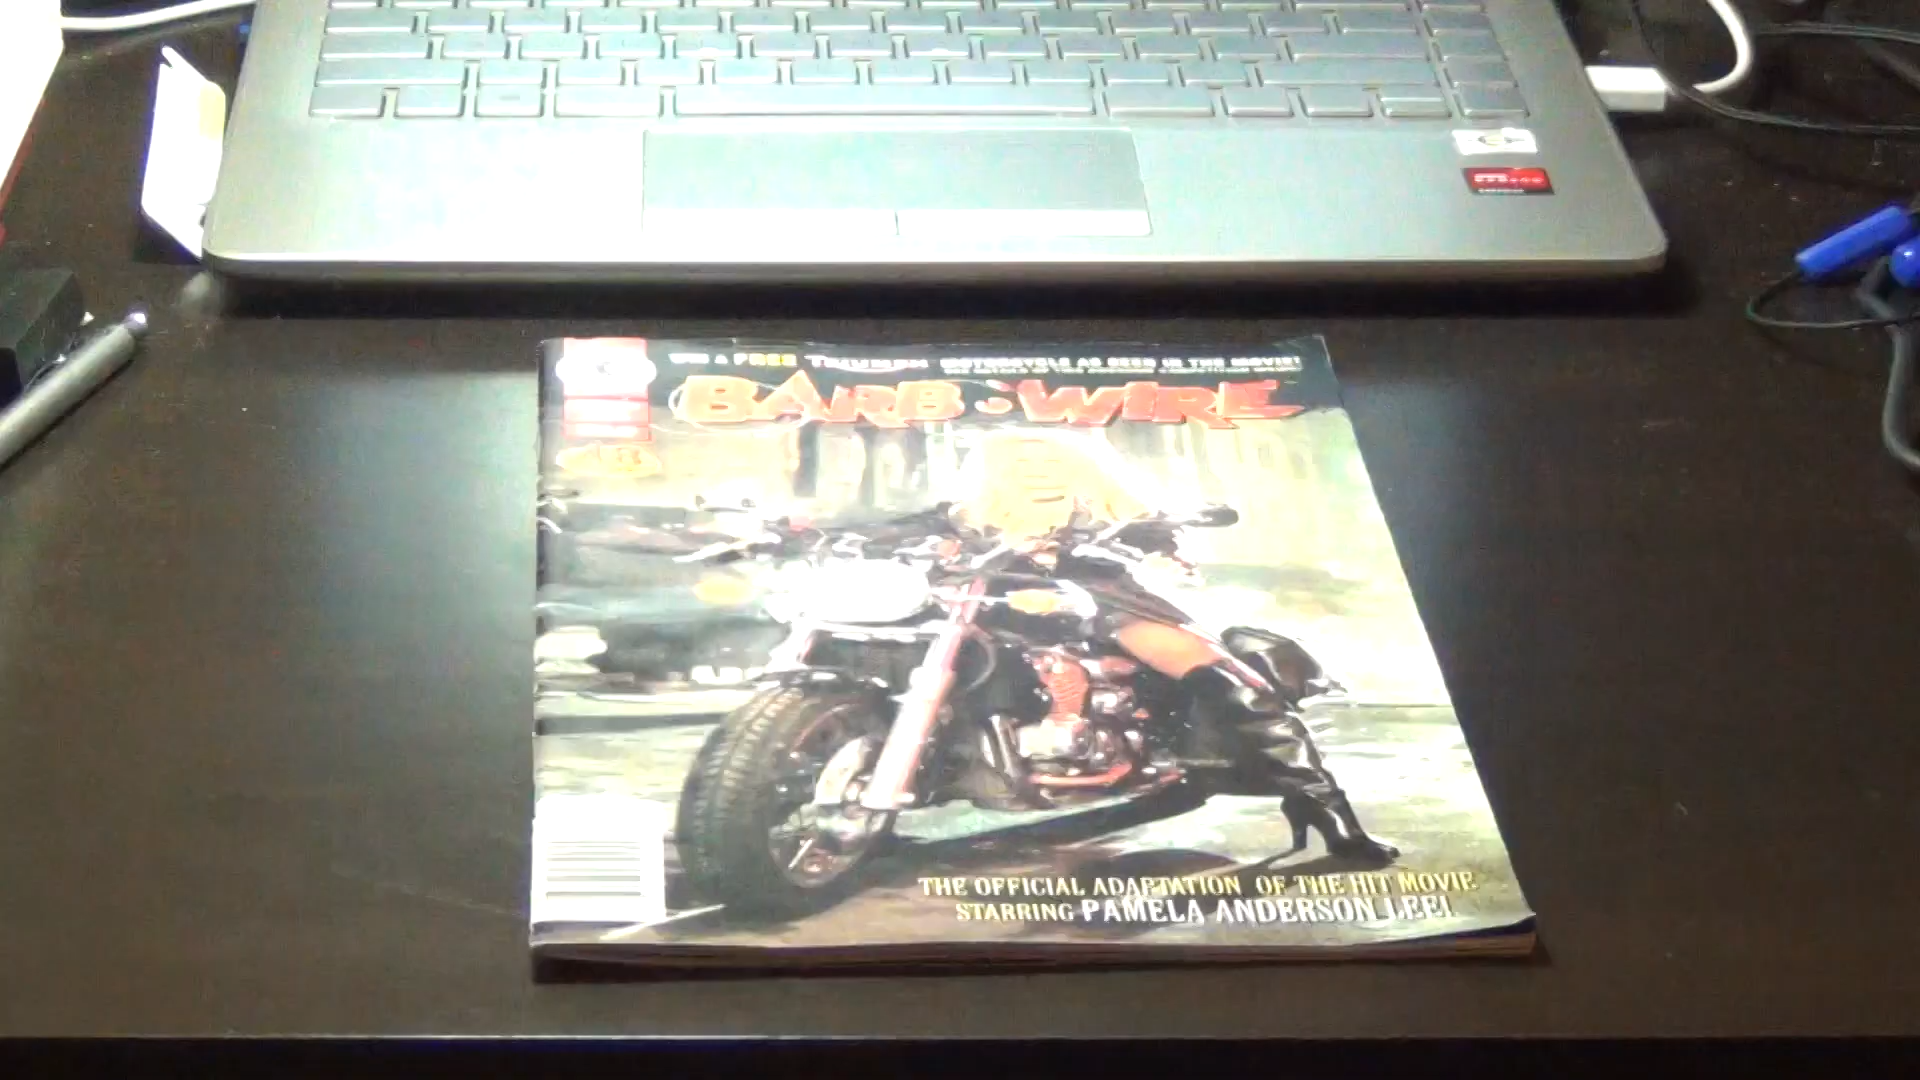 WIN A FREE TRIUMPH MOTORCYCLE AS SEEN IN THE MOVIE!
BARB WIRE
THE OFFICIAL ADAPTATION OF THE HIT MOVIE
STARRING PAMELA ANDERSON LEE!